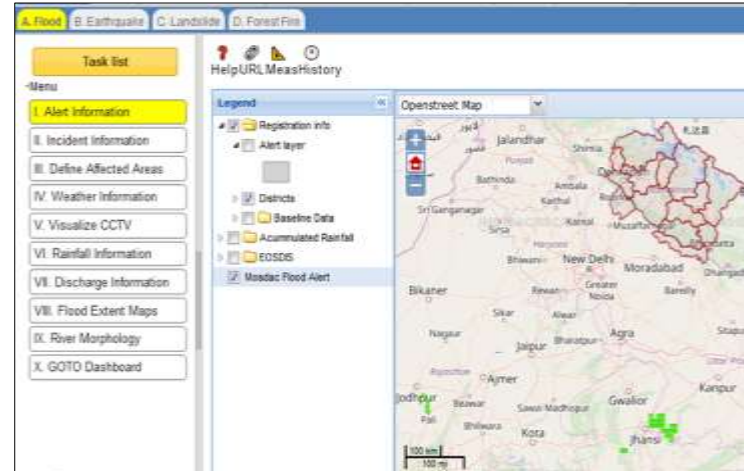 A. Flood B. Earthquake C. Landslide D. Forest Fire
Task list
Menu
I. Alert Information
II. Incident Information
III. Define Affected Areas
IV. Weather Information
V. Visualize CCTV
VI. Rainfall Information
VII. Discharge Information
VIII. Flood Extent Maps
IX. River Morphology
X. GOTO Dashboard
Help URL Meas History
Legend
Registration info
Alert layer
Districts
Baseline Data
Acummulated Rainfall
EOSDIS
Mosdac Flood Alert
Openstreet Map
Jalandhar
Shimla
Punjab
Bathinda
Ambala
Sri Ganganagar
Kaithal
Sirsa
Karnal
Muzaffarnagar
Haryana
Bhiwani
New Delhi
Moradabad
Bikaner
Rewari
Greater Noida
Bareilly
Sikar
Alwar
Nagaur
Jaipur
Bharatpur
Agra
Rajasthan
Ajmer
Jodhpur
Beawar
Sawai Madhopur
Gwalior
Kanpur
Pali
Bhilwara
Kota
Jhansi
100 km
100 mi